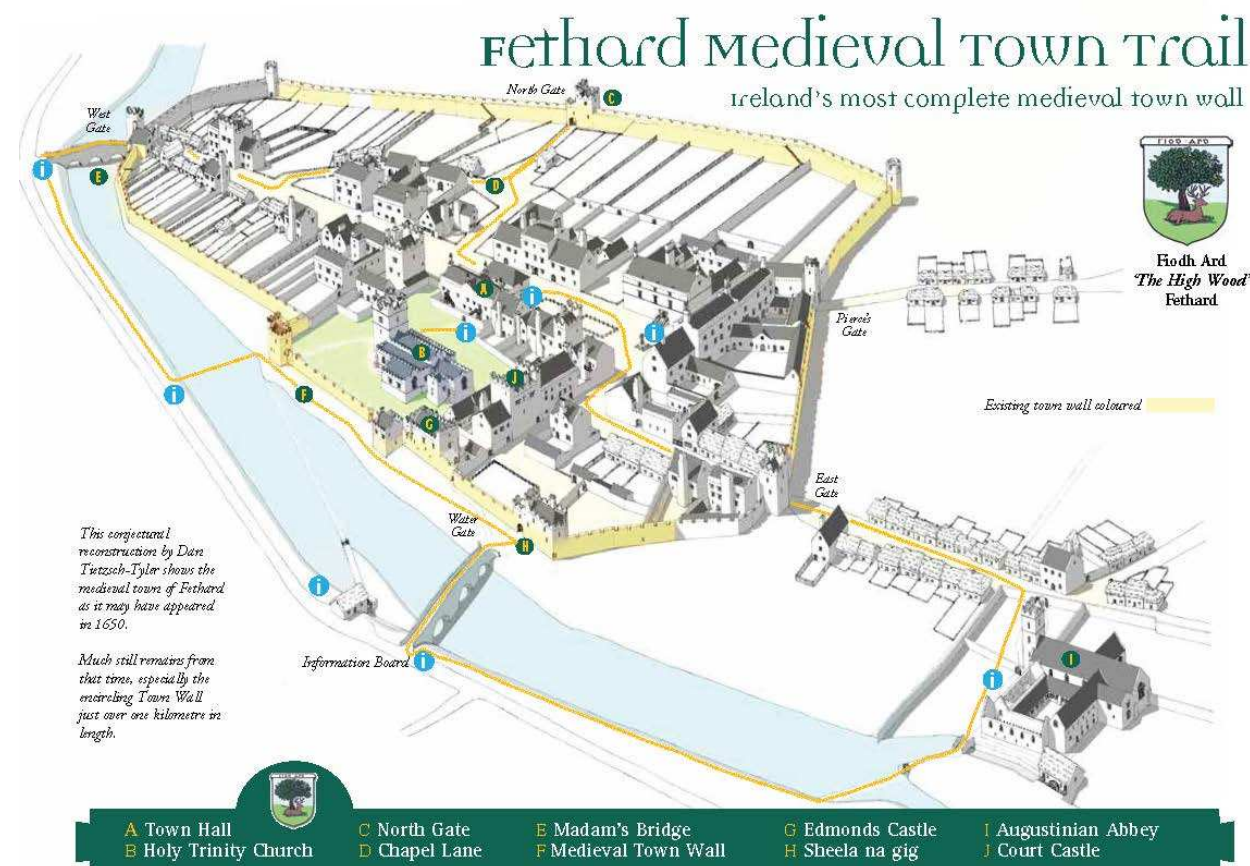 Fethard Medieval Town Trail
Ireland's most complete medieval town wall
North Gate
C
West
Gate
i
E
D
FIODH ARD
Fiodh Ard
'The High Wood'
Fethard
A
i
i
i
B
Pierce's
Gate
J
i
F
G
Existing town wall coloured
East
Gate
Water
Gate
H
This conjectural
reconstruction by Dan
Tietzsch-Tyler shows the
medieval town of Fethard
as it may have appeared
in 1650.
Much still remains from
that time, especially the
encircling Town Wall
just over one kilometre in
length.
i
Information Board
i
I
i
A Town Hall
B Holy Trinity Church
C North Gate
D Chapel Lane
E Madam's Bridge
F Medieval Town Wall
G Edmonds Castle
H Sheela na gig
I Augustinian Abbey
J Court Castle